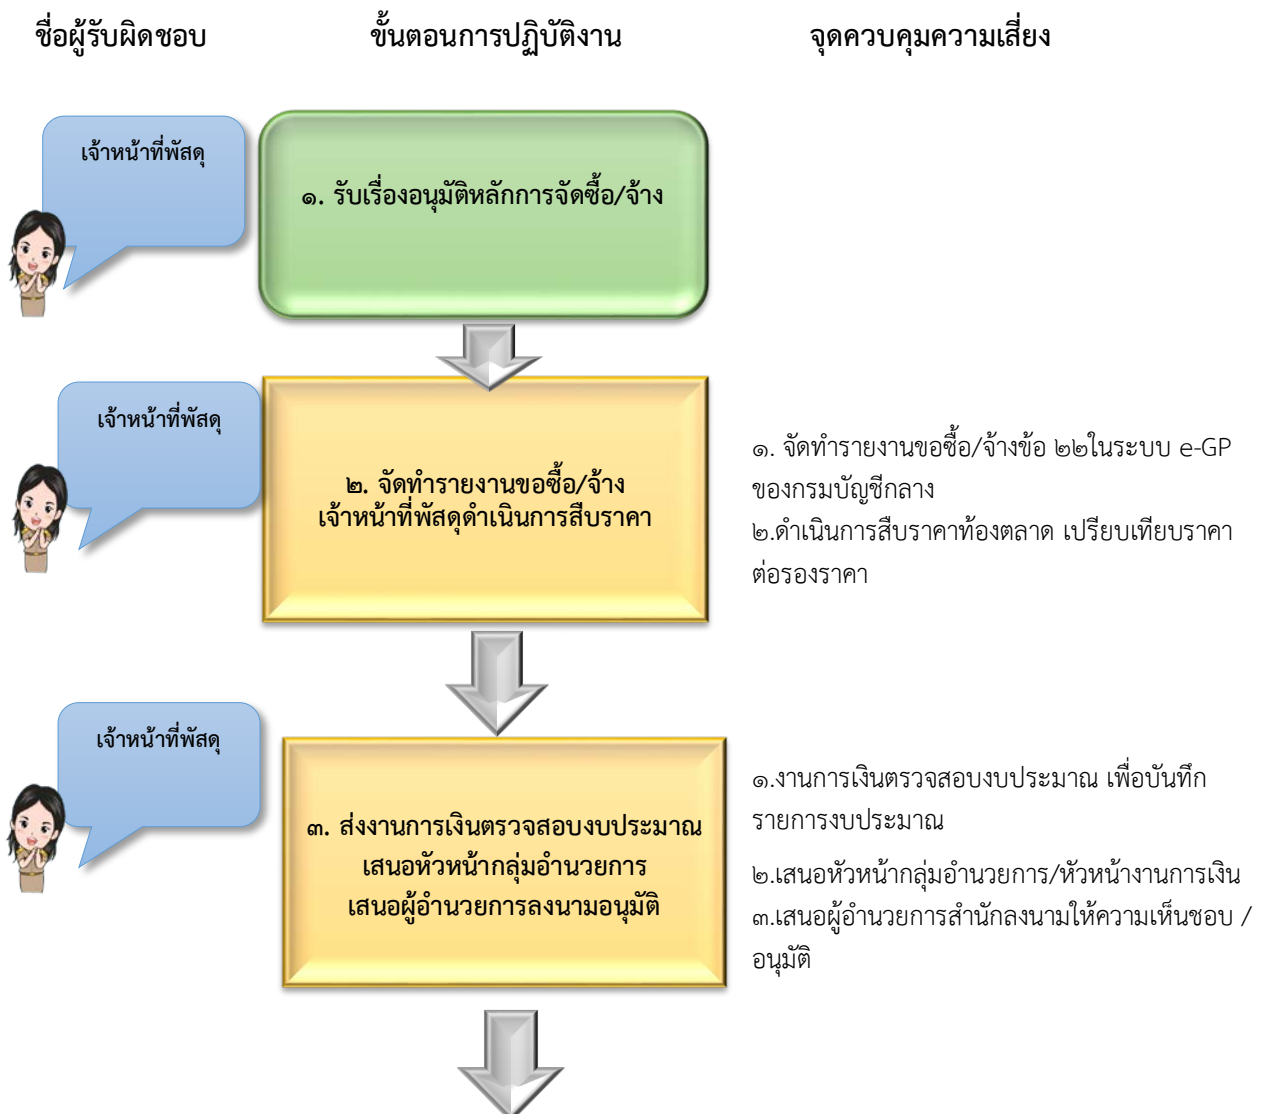 ชื่อผู้รับผิดชอบ
ขั้นตอนการปฏิบัติงาน
จุดควบคุมความเสี่ยง
เจ้าหน้าที่พัสดุ
๑. รับเรื่องอนุมัติหลักการจัดซื้อ/จ้าง
เจ้าหน้าที่พัสดุ
๒. จัดทำรายงานขอซื้อ/จ้าง
เจ้าหน้าที่พัสดุดำเนินการสืบราคา
๑. จัดทำรายงานขอซื้อ/จ้างข้อ ๒๒ในระบบ e-GP
ของกรมบัญชีกลาง
๒.ดำเนินการสืบราคาท้องตลาด เปรียบเทียบราคา
ต่อรองราคา
เจ้าหน้าที่พัสดุ
๓. ส่งงานการเงินตรวจสอบงบประมาณ
เสนอหัวหน้ากลุ่มอำนวยการ
เสนอผู้อำนวยการลงนามอนุมัติ
๑.งานการเงินตรวจสอบงบประมาณ เพื่อบันทึก
รายการงบประมาณ
๒.เสนอหัวหน้ากลุ่มอำนวยการ/หัวหน้างานการเงิน
๓.เสนอผู้อำนวยการสำนักลงนามให้ความเห็นชอบ /
อนุมัติ